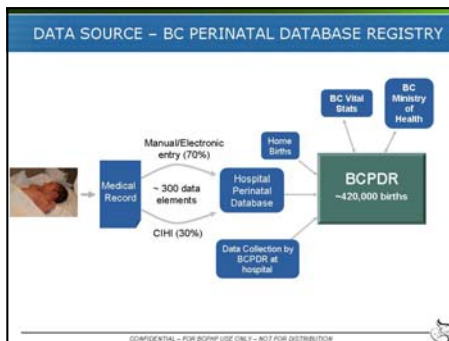 DATA SOURCE – BC PERINATAL DATABASE REGISTRY
BC Vital
Stats
BC
Ministry
of
Health
Manual/Electronic
entry (70%)
Home
Births
Medical
Record
~ 300 data
elements
Hospital
Perinatal
Database
BCPDR
~420,000 births
CIHI (30%)
Data Collection by
BCPDR at
hospital
CONFIDENTIAL – FOR BCPHP USE ONLY – NOT FOR DISTRIBUTION